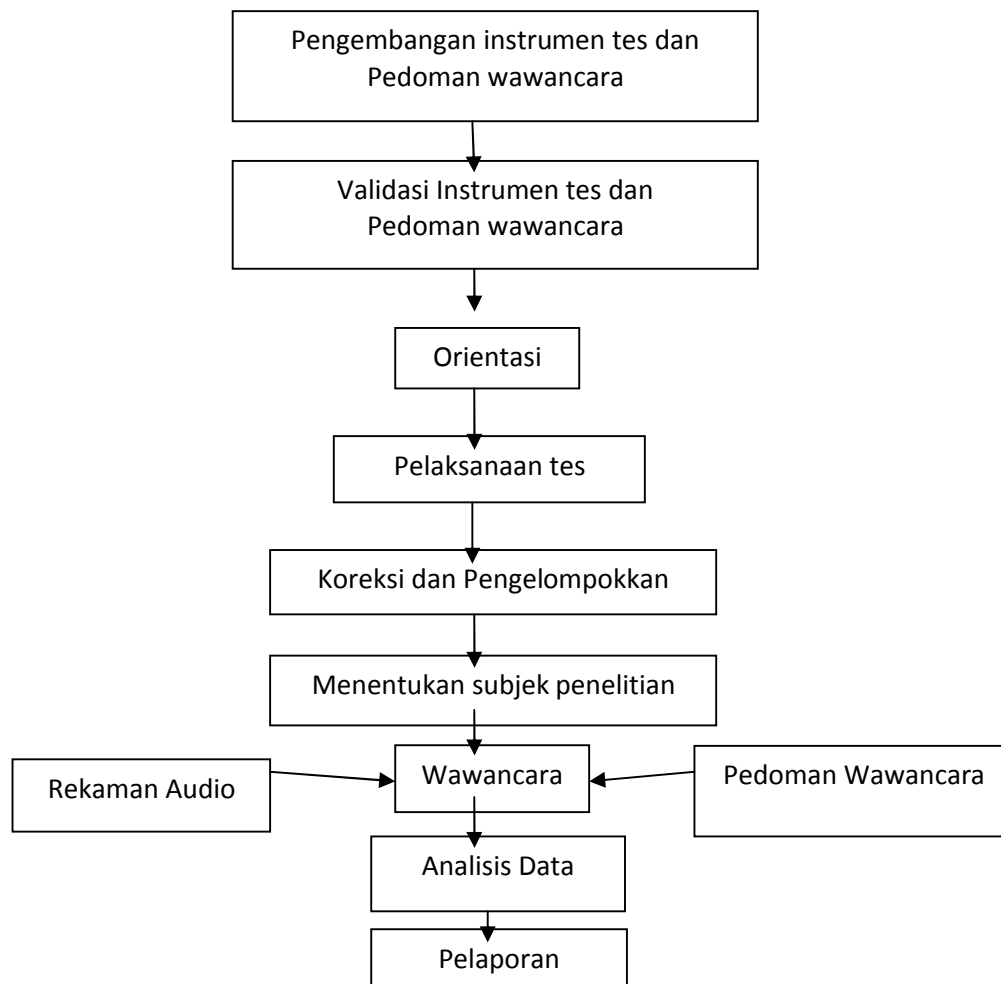 Pengembangan instrumen tes dan
Pedoman wawancara
Validasi Instrumen tes dan
Pedoman wawancara
Orientasi
Pelaksanaan tes
Koreksi dan Pengelompokkan
Menentukan subjek penelitian
Rekaman Audio
Wawancara
Pedoman Wawancara
Analisis Data
Pelaporan